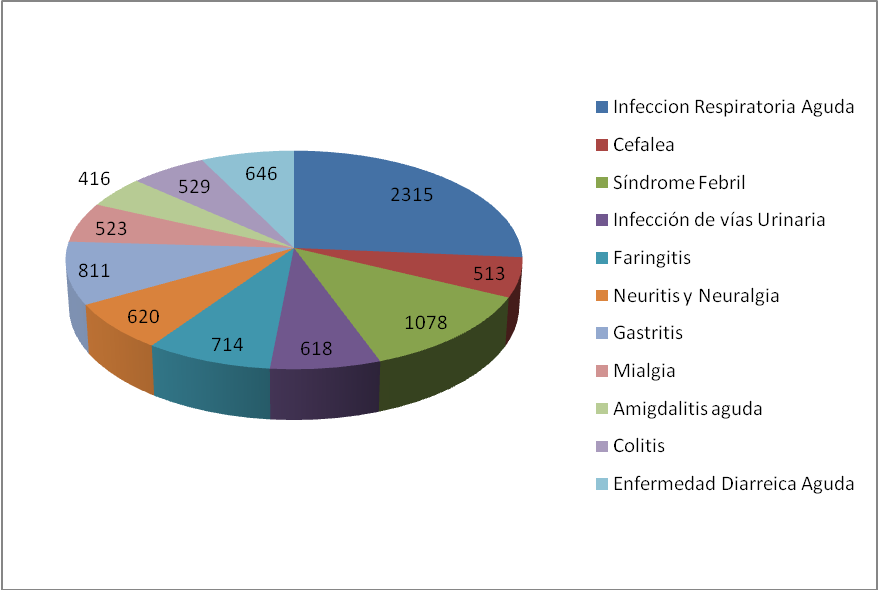 2315
513
1078
618
714
620
811
523
416
529
646
Infeccion Respiratoria Aguda
Cefalea
Síndrome Febril
Infección de vías Urinaria
Faringitis
Neuritis y Neuralgia
Gastritis
Mialgia
Amigdalitis aguda
Colitis
Enfermedad Diarreica Aguda